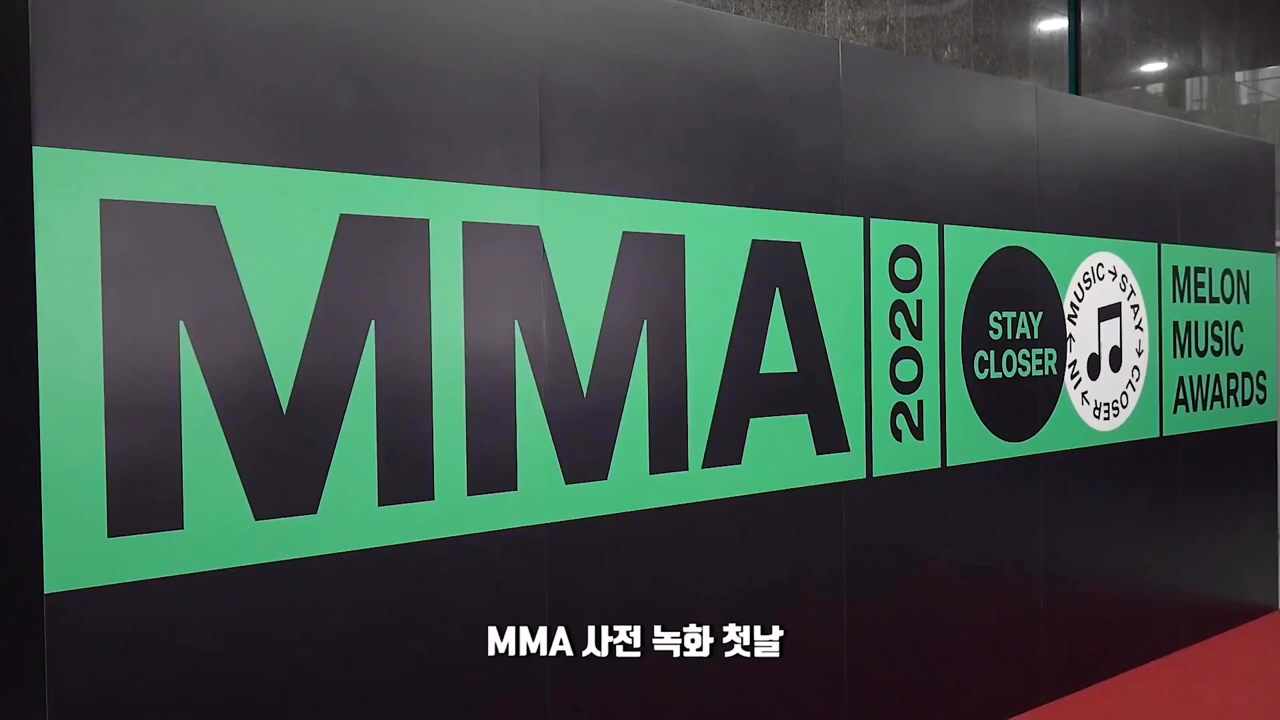 MMA
2020
STAY
CLOSER
MUSIC → STAY → CLOSER → IN →
MELON
MUSIC
AWARDS
MMA 사전 녹화 첫날